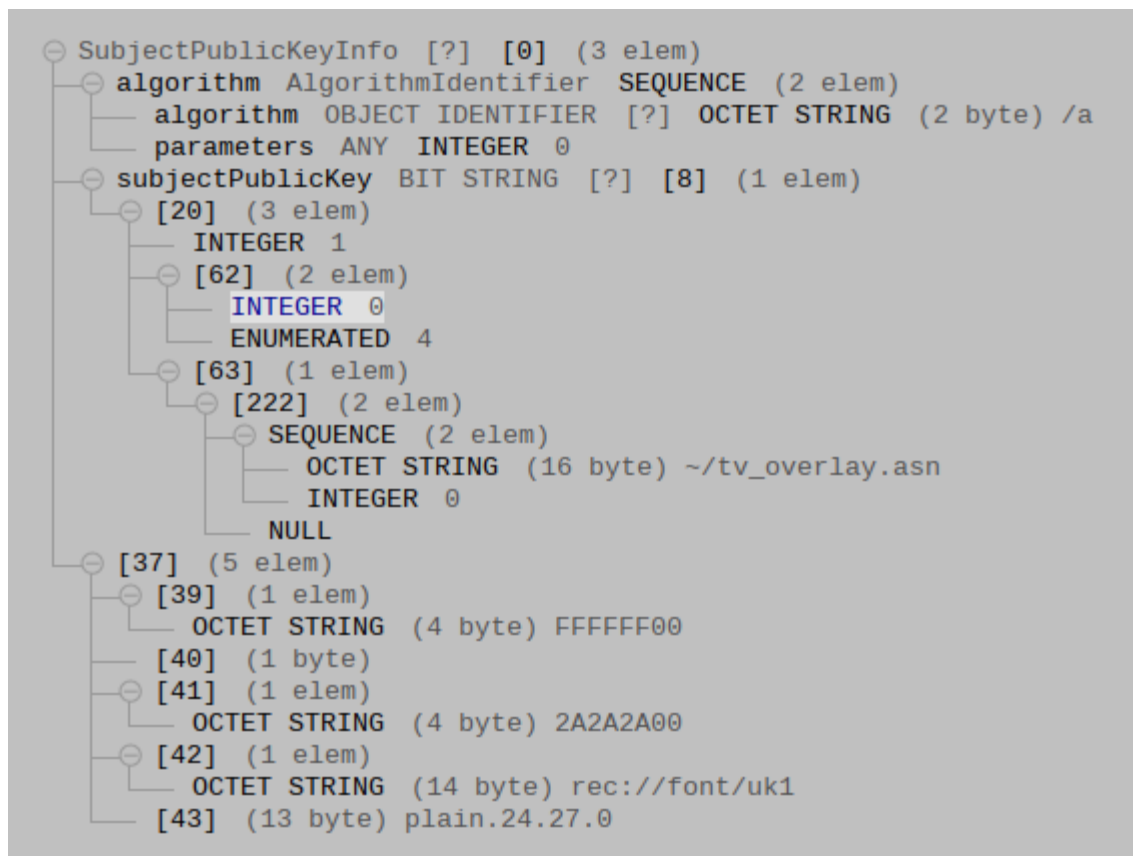 SubjectPublicKeyInfo [?] [0] (3 elem)
algorithm AlgorithmIdentifier SEQUENCE (2 elem)
algorithm OBJECT IDENTIFIER [?] OCTET STRING (2 byte) /a
parameters ANY INTEGER 0
subjectPublicKey BIT STRING [?] [8] (1 elem)
[20] (3 elem)
INTEGER 1
[62] (2 elem)
INTEGER 0
ENUMERATED 4
[63] (1 elem)
[222] (2 elem)
SEQUENCE (2 elem)
OCTET STRING (16 byte) ~/tv_overlay.asn
INTEGER 0
NULL
[37] (5 elem)
[39] (1 elem)
OCTET STRING (4 byte) FFFFFF00
[40] (1 byte)
[41] (1 elem)
OCTET STRING (4 byte) 2A2A2A00
[42] (1 elem)
OCTET STRING (14 byte) rec://font/uk1
[43] (13 byte) plain.24.27.0